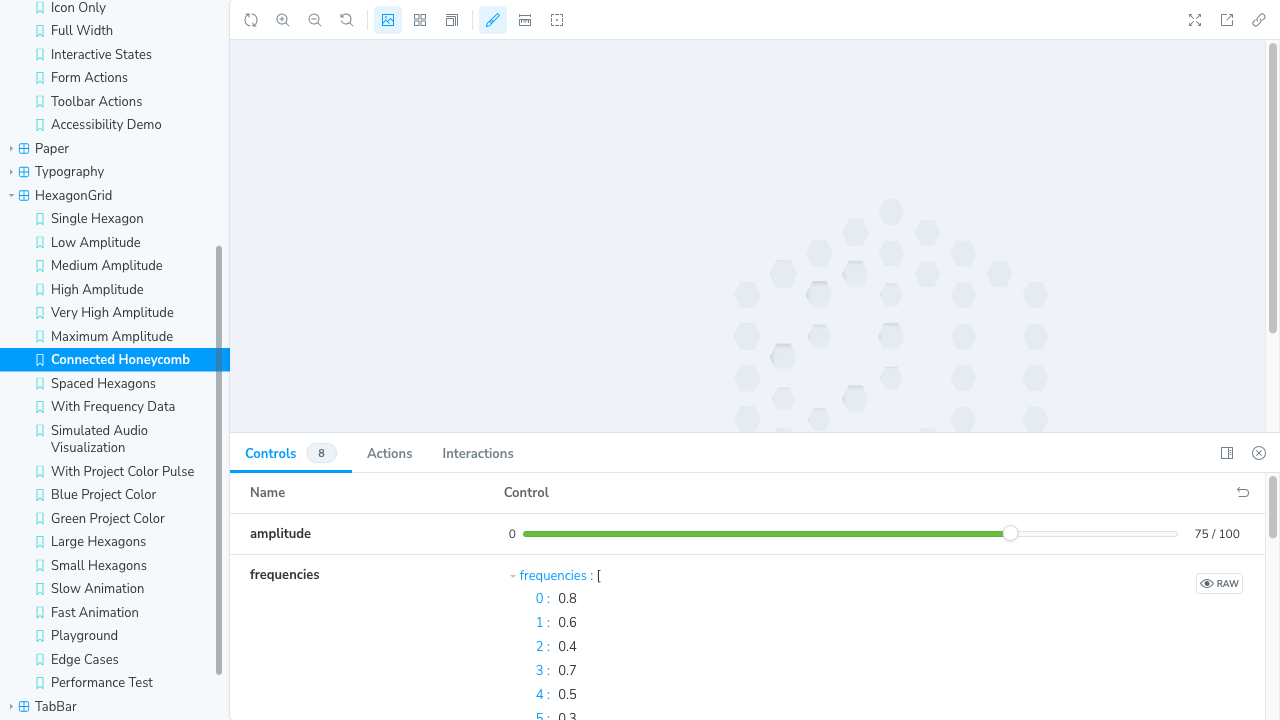 Icon Only
Full Width
Interactive States
Form Actions
Toolbar Actions
Accessibility Demo
Paper
Typography
HexagonGrid
Single Hexagon
Low Amplitude
Medium Amplitude
High Amplitude
Very High Amplitude
Maximum Amplitude
Connected Honeycomb
Spaced Hexagons
With Frequency Data
Simulated Audio
Visualization
With Project Color Pulse
Blue Project Color
Green Project Color
Large Hexagons
Small Hexagons
Slow Animation
Fast Animation
Playground
Edge Cases
Performance Test
TabBar
Controls 8 Actions Interactions
Name Control
amplitude 0 75 / 100
frequencies frequencies : [ RAW
0 : 0.8
1 : 0.6
2 : 0.4
3 : 0.7
4 : 0.5
5 : 0.3